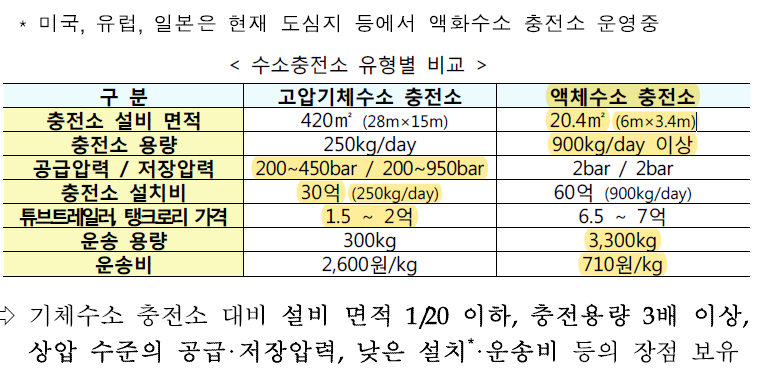 * 미국, 유럽, 일본은 현재 도심지 등에서 액화수소 충전소 운영중
< 수소충전소 유형별 비교 >
구 분 고압기체수소 충전소 액체수소 충전소
충전소 설비 면적 420㎡ (28m×15m) 20.4㎡ (6m×3.4m)
충전소 용량 250kg/day 900kg/day 이상
공급압력 / 저장압력 200~450bar / 200~950bar 2bar / 2bar
충전소 설치비 30억 (250kg/day) 60억 (900kg/day)
튜브트레일러, 탱크로리 가격 1.5 ~ 2억 6.5 ~ 7억
운송 용량 300kg 3,300kg
운송비 2,600원/kg 710원/kg
⇨ 기체수소 충전소 대비 설비 면적 1/20 이하, 충전용량 3배 이상,
상압 수준의 공급·저장압력, 낮은 설치*·운송비 등의 장점 보유